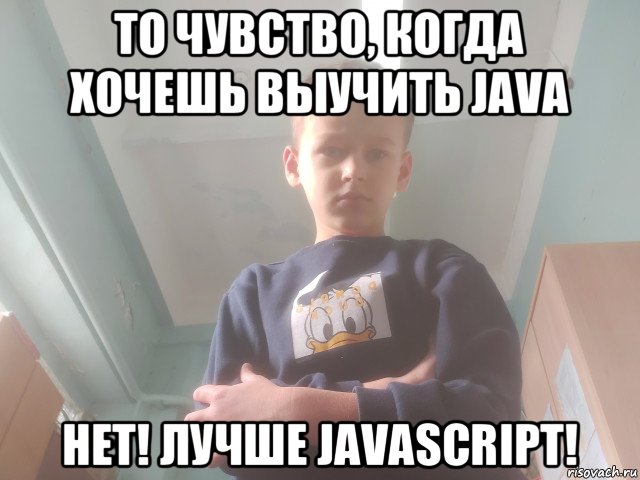 ТО ЧУВСТВО, КОГДА
ХОЧЕШЬ ВЫУЧИТЬ JAVA
НЕТ! ЛУЧШЕ JAVASCRIPT!
risovach.ru